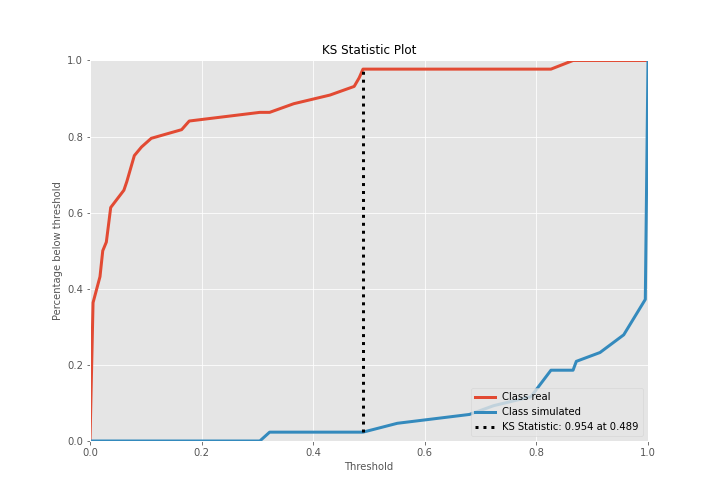 KS Statistic Plot
1.0
0.8
0.6
0.4
0.2
0.0
Percentage below threshold
0.0 0.2 0.4 0.6 0.8 1.0
Threshold
Class real
Class simulated
KS Statistic: 0.954 at 0.489